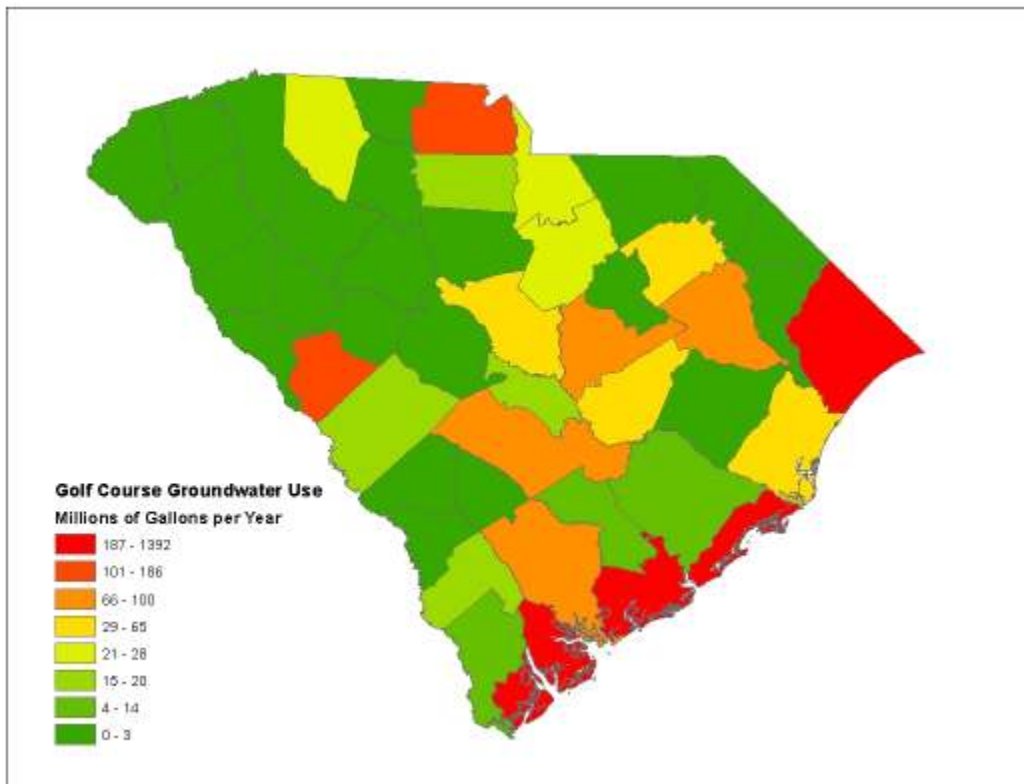 Golf Course Groundwater Use
Millions of Gallons per Year
187 - 1392
101 - 186
66 - 100
29 - 65
21 - 28
15 - 20
4 - 14
0 - 3